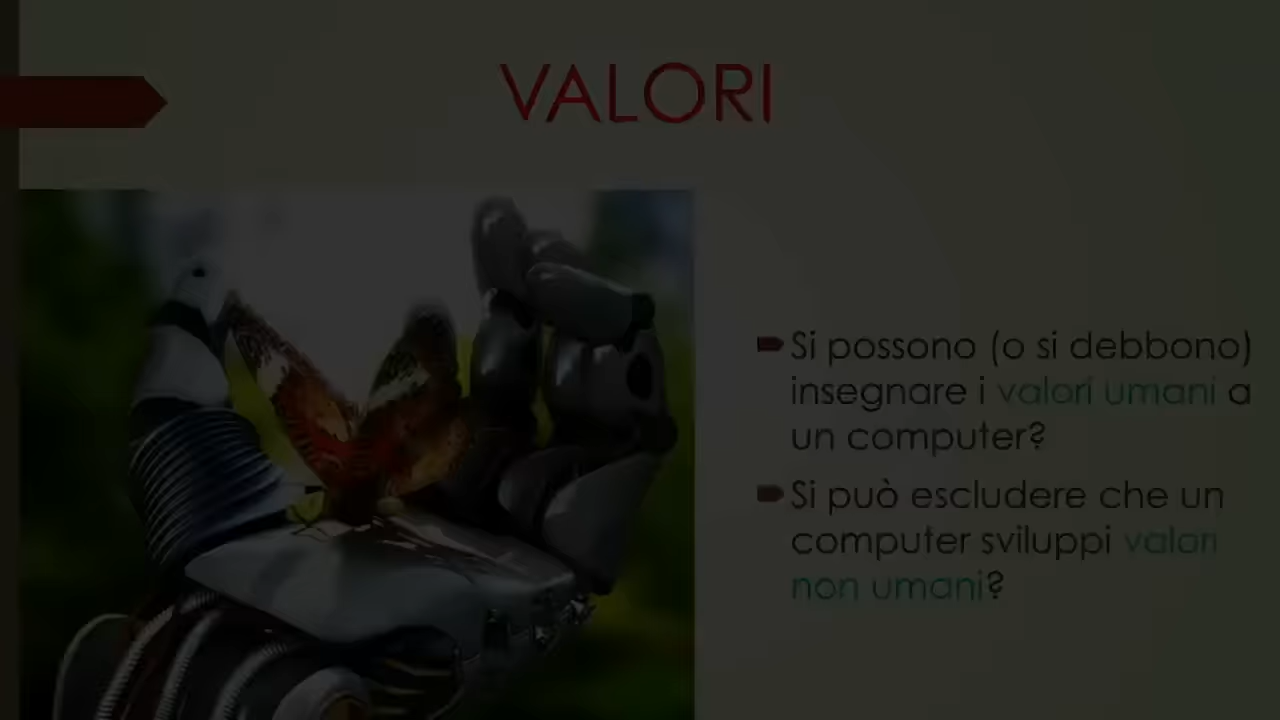 VALORI
Si possono (o si debbono)
insegnare i valori umani a
un computer?
Si può escludere che un
computer sviluppi valori
non umani?